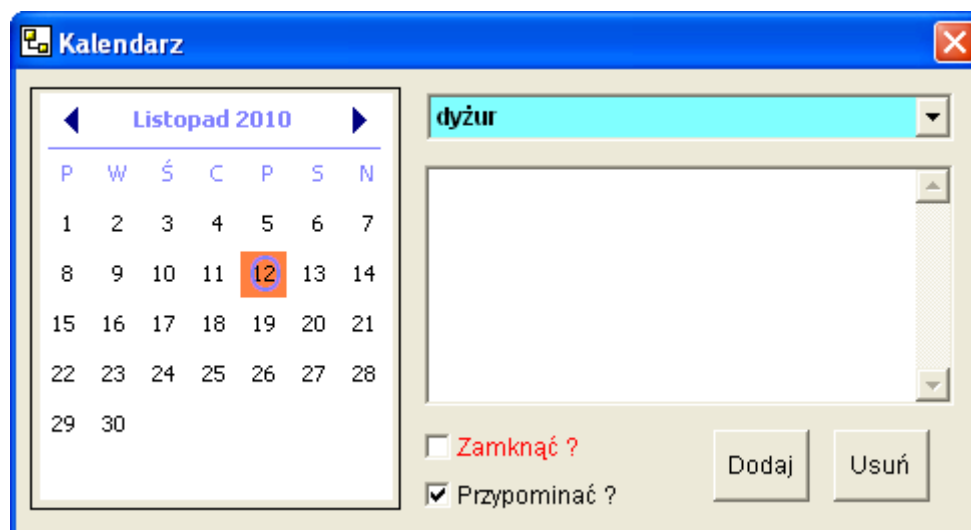 Kalendarz
Listopad 2010
P W Ś C P S N
1 2 3 4 5 6 7
8 9 10 11 12 13 14
15 16 17 18 19 20 21
22 23 24 25 26 27 28
29 30
dyżur
Zamknąć ?
Przypominać ?
Dodaj
Usuń